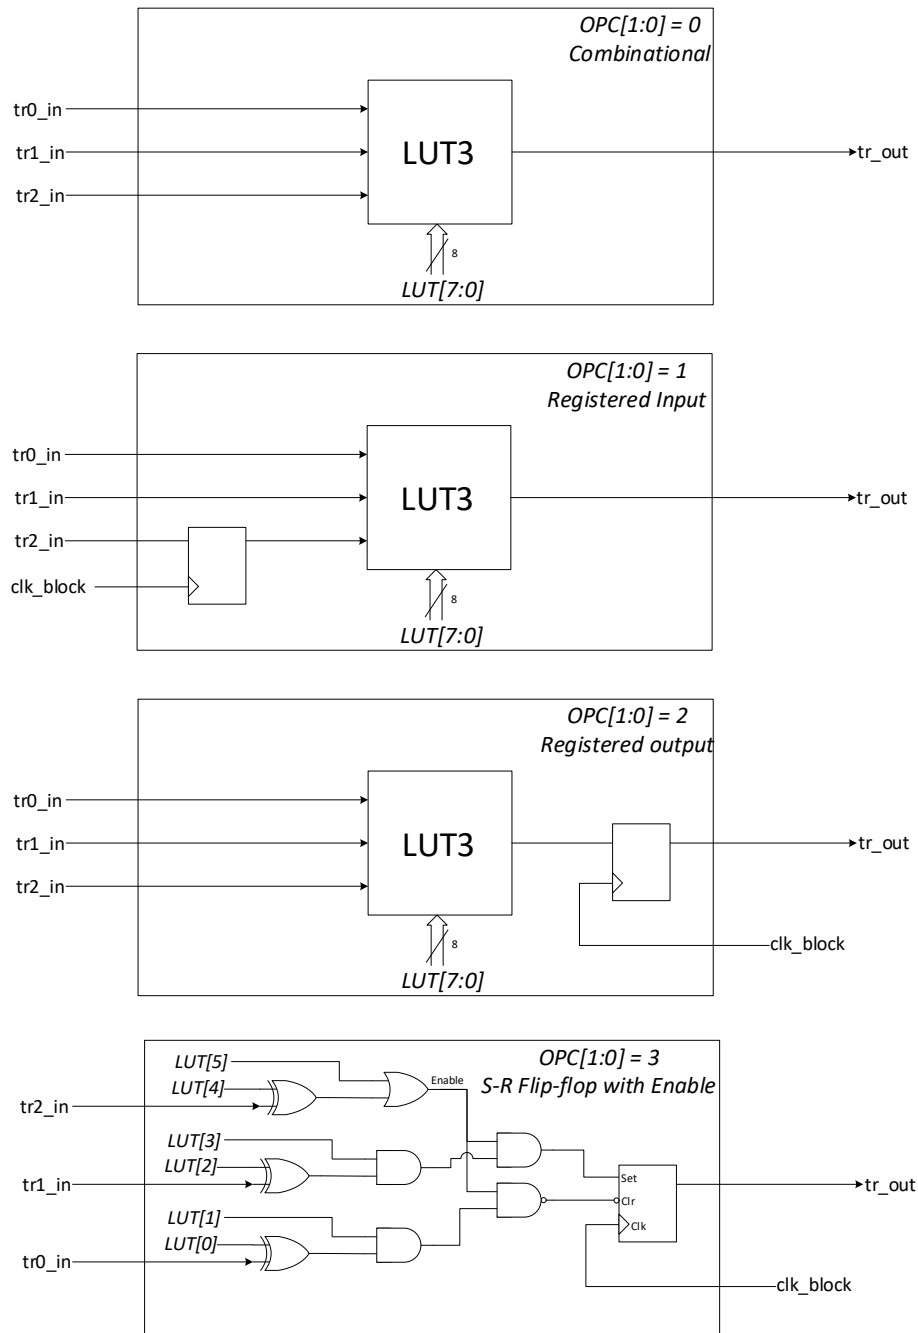 OPC[1:0] = 0
Combinational
tr0_in
tr1_in
tr2_in
LUT3
tr_out
8
LUT[7:0]
OPC[1:0] = 1
Registered Input
tr0_in
tr1_in
tr2_in
clk_block
LUT3
tr_out
8
LUT[7:0]
OPC[1:0] = 2
Registered output
tr0_in
tr1_in
tr2_in
LUT3
tr_out
clk_block
8
LUT[7:0]
OPC[1:0] = 3
S-R Flip-flop with Enable
LUT[5]
LUT[4]
tr2_in
Enable
LUT[3]
LUT[2]
tr1_in
LUT[1]
LUT[0]
tr0_in
Set
Clr
Clk
tr_out
clk_block